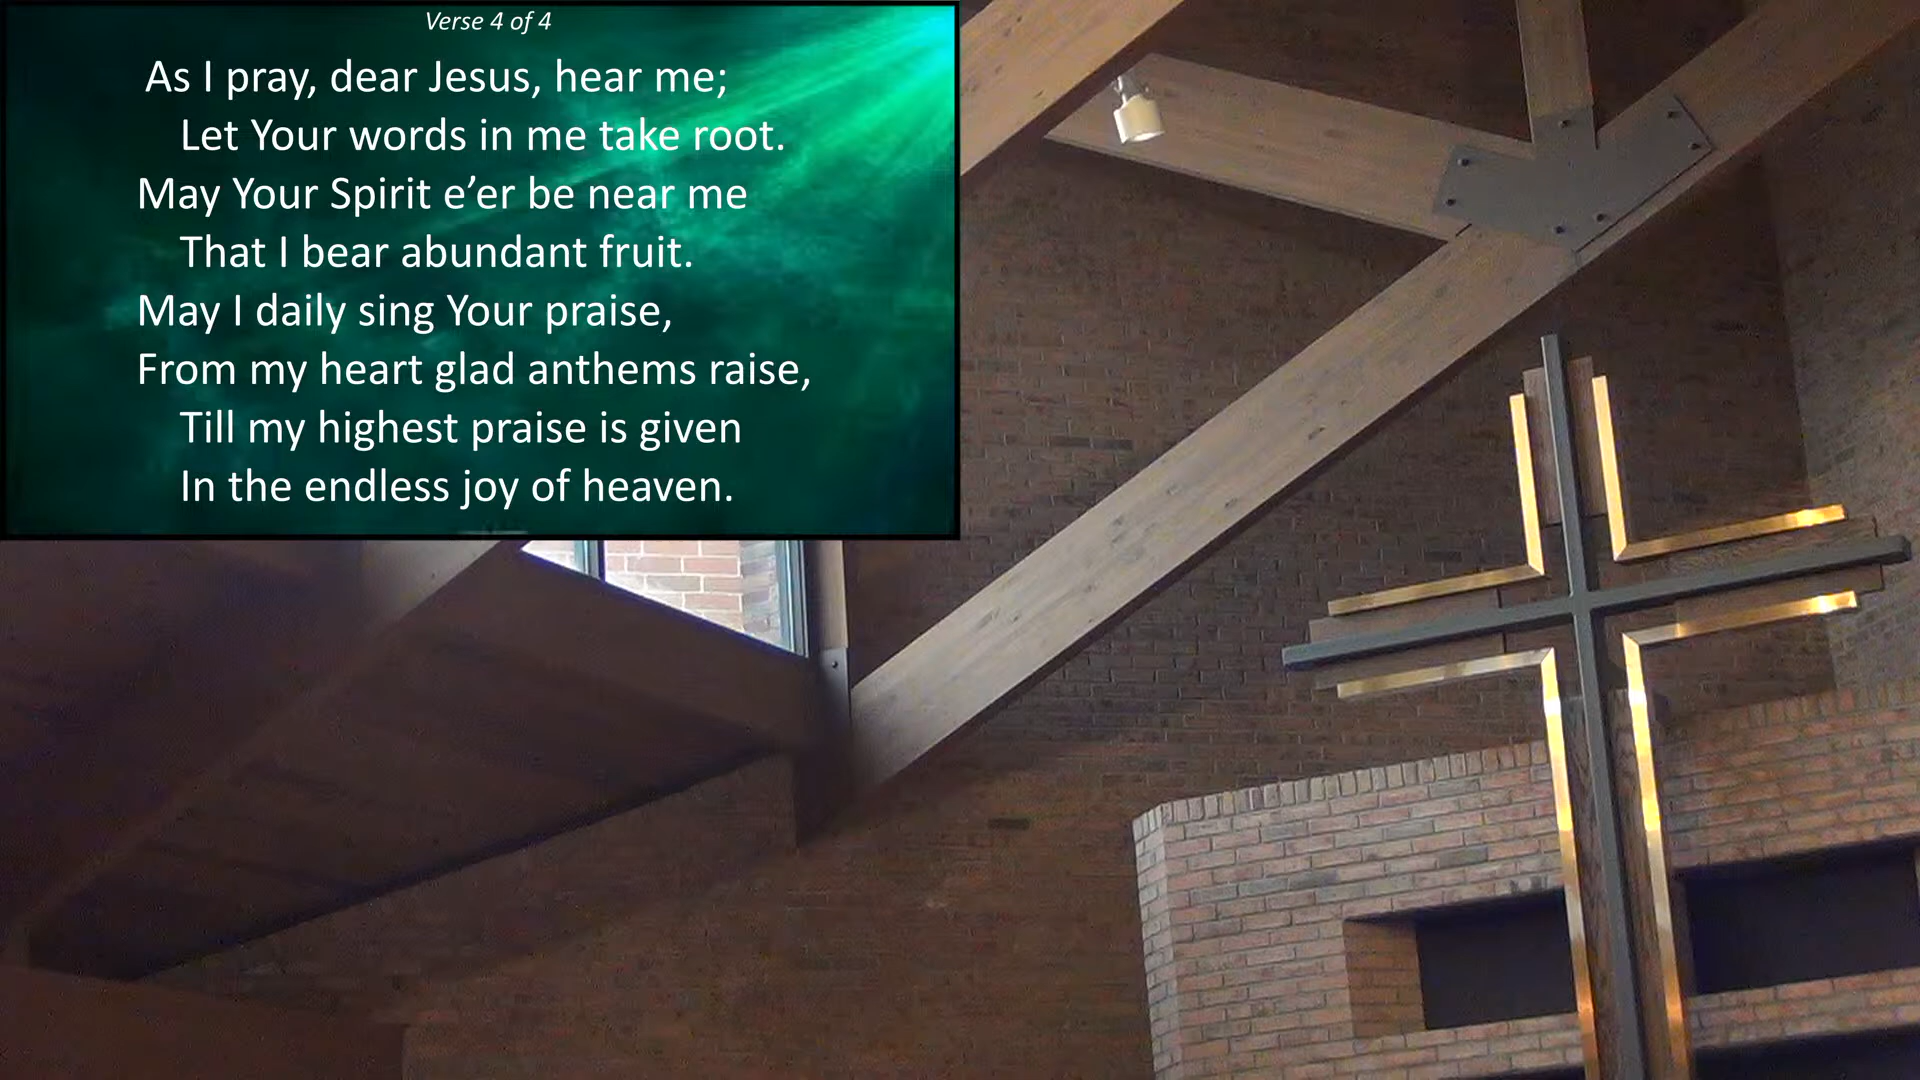 Verse 4 of 4
As I pray, dear Jesus, hear me;
Let Your words in me take root.
May Your Spirit e’er be near me
That I bear abundant fruit.
May I daily sing Your praise,
From my heart glad anthems raise,
Till my highest praise is given
In the endless joy of heaven.